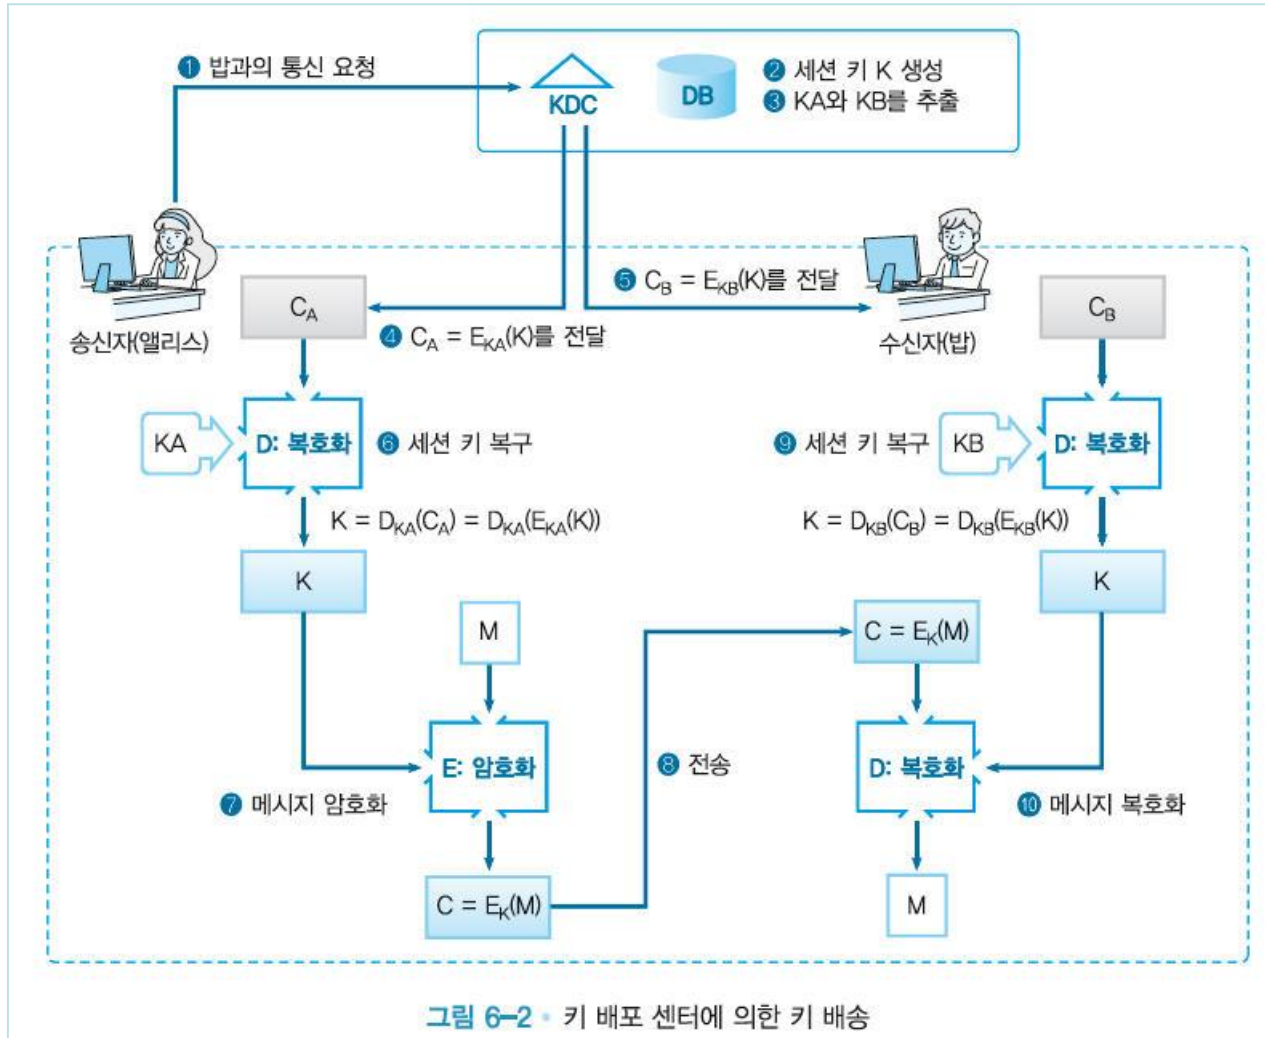 ❶ 밥과의 통신 요청
KDC
DB
❷ 세션 키 K 생성
❸ KA와 KB를 추출
송신자(앨리스)
C_A
❹ C_A = E_KA(K)를 전달
❺ C_B = E_KB(K)를 전달
수신자(밥)
C_B
KA
D: 복호화
❻ 세션 키 복구
❾ 세션 키 복구
KB
D: 복호화
K = D_KA(C_A) = D_KA(E_KA(K))
K = D_KB(C_B) = D_KB(E_KB(K))
K
K
M
C = E_K(M)
E: 암호화
❽ 전송
D: 복호화
❼ 메시지 암호화
❿ 메시지 복호화
C = E_K(M)
M
그림 6-2 • 키 배포 센터에 의한 키 배송